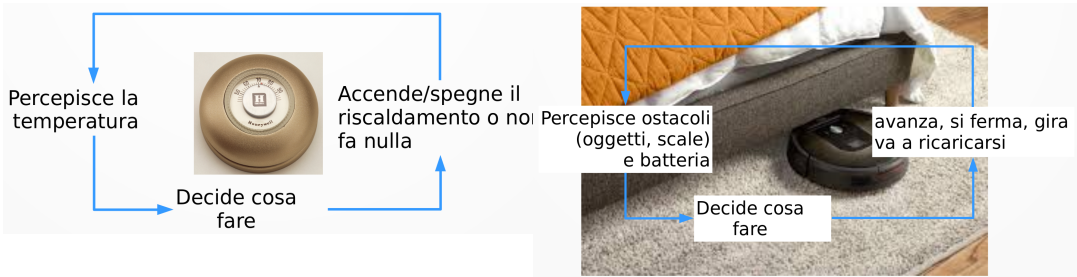 Percepisce la
temperatura
Honeywell
Accende/spegne il
riscaldamento o non
fa nulla
Decide cosa
fare
Percepisce ostacoli
(oggetti, scale)
e batteria
avanza, si ferma, gira
va a ricaricarsi
Decide cosa
fare